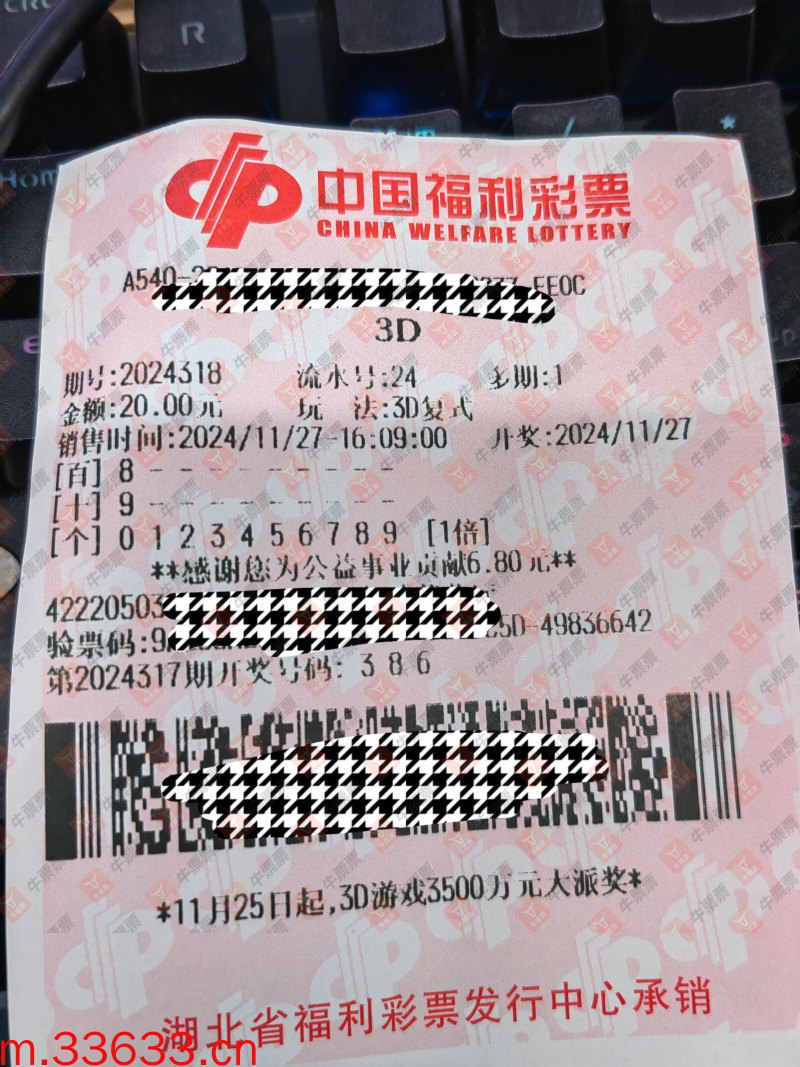 R
Home
中国福利彩票
CHINA WELFARE LOTTERY
A540-2 EE0C
3D
期号:2024318 流水号:24 多期:1
金额:20.00元 玩 法:3D复式
销售时间:2024/11/27-16:09:00 开奖:2024/11/27
[百] 8 - - - - - - - - -
[十] 9 - - - - - - - - -
[个] 0 1 2 3 4 5 6 7 8 9 [1倍]
**感谢您为公益事业贡献6.80元**
42220503
验票码:9 5D-49836642
第2024317期开奖号码: 3 8 6
*11月25日起,3D游戏3500万元大派奖*
湖北省福利彩票发行中心承销
m.33633.cn
牛票票